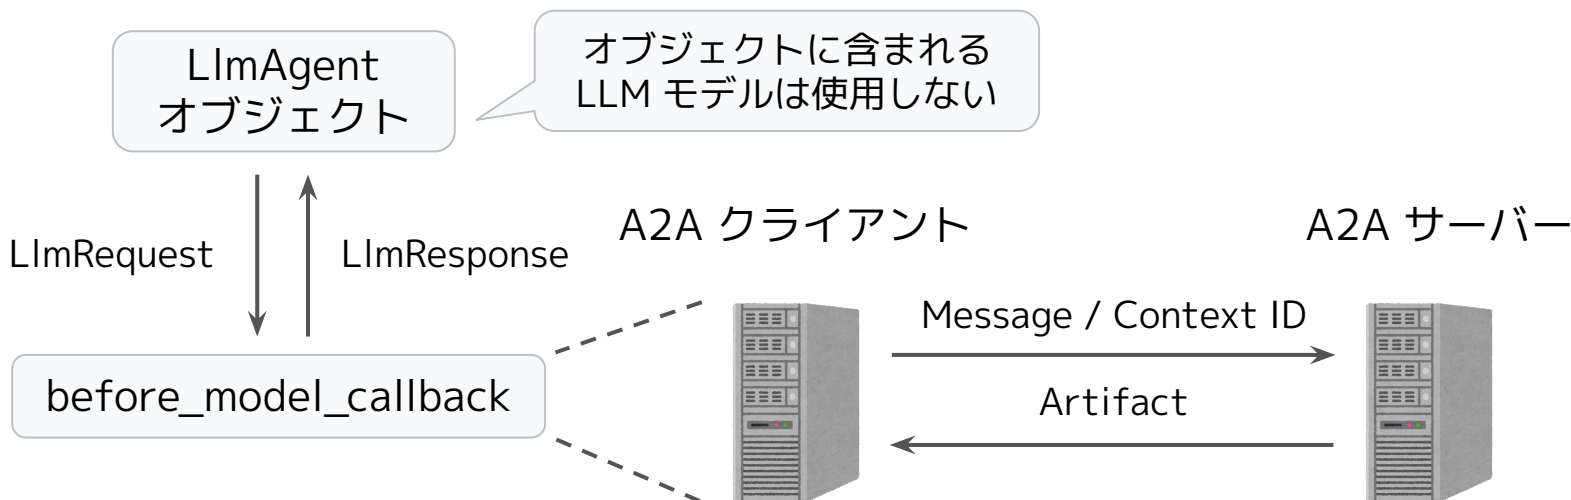 LlmAgent
オブジェクト
オブジェクトに含まれる
LLM モデルは使用しない
LlmRequest
LlmResponse
A2A クライアント
A2A サーバー
Message / Context ID
before_model_callback
Artifact